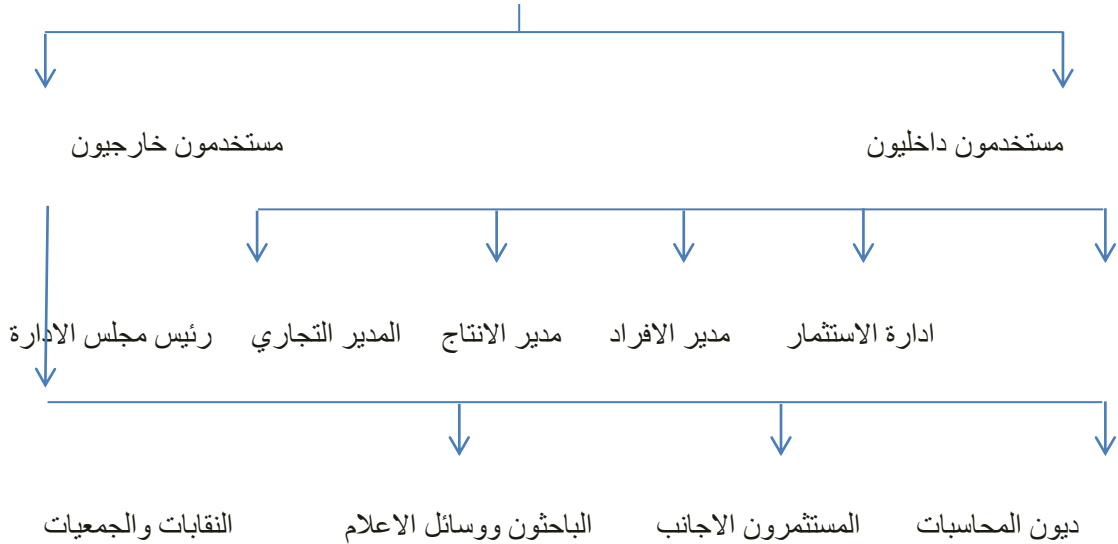 مستخدمون داخليون مستخدمون خارجيون
ادارة الاستثمار مدير الافراد مدير الانتاج المدير التجاري رئيس مجلس الادارة
ديون المحاسبات المستثمرون الاجانب الباحثون ووسائل الاعلام النقابات والجمعيات